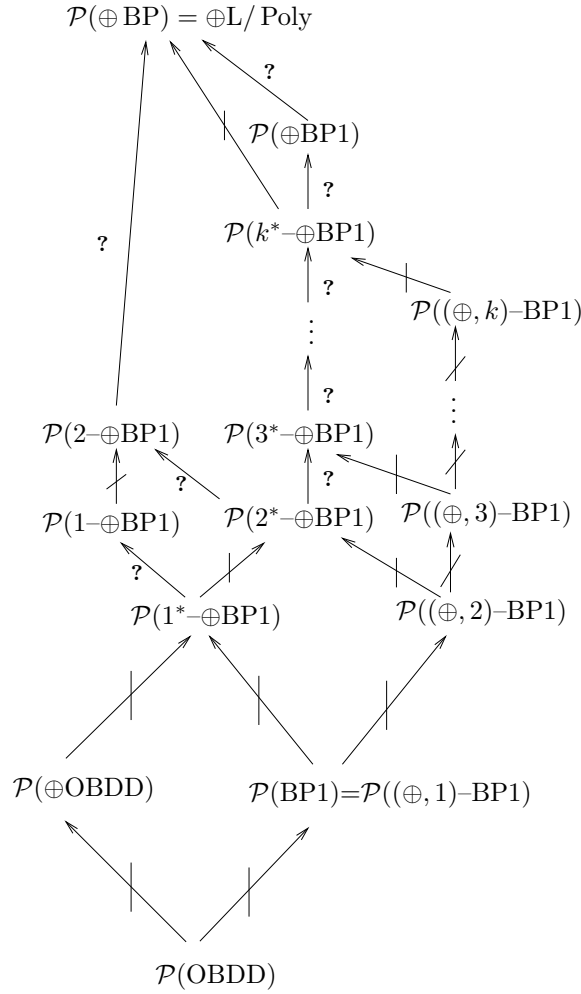 𝒫(⊕ BP) = ⊕L/ Poly
?
𝒫(⊕BP1)
?
?
𝒫(k*–⊕BP1)
?
𝒫((⊕, k)–BP1)
⋮
?
⋮
𝒫(2–⊕BP1) 𝒫(3*–⊕BP1)
? ?
𝒫(1–⊕BP1) 𝒫(2*–⊕BP1) 𝒫((⊕, 3)–BP1)
?
𝒫(1*–⊕BP1) 𝒫((⊕, 2)–BP1)
𝒫(⊕OBDD) 𝒫(BP1)=𝒫((⊕, 1)–BP1)
𝒫(OBDD)